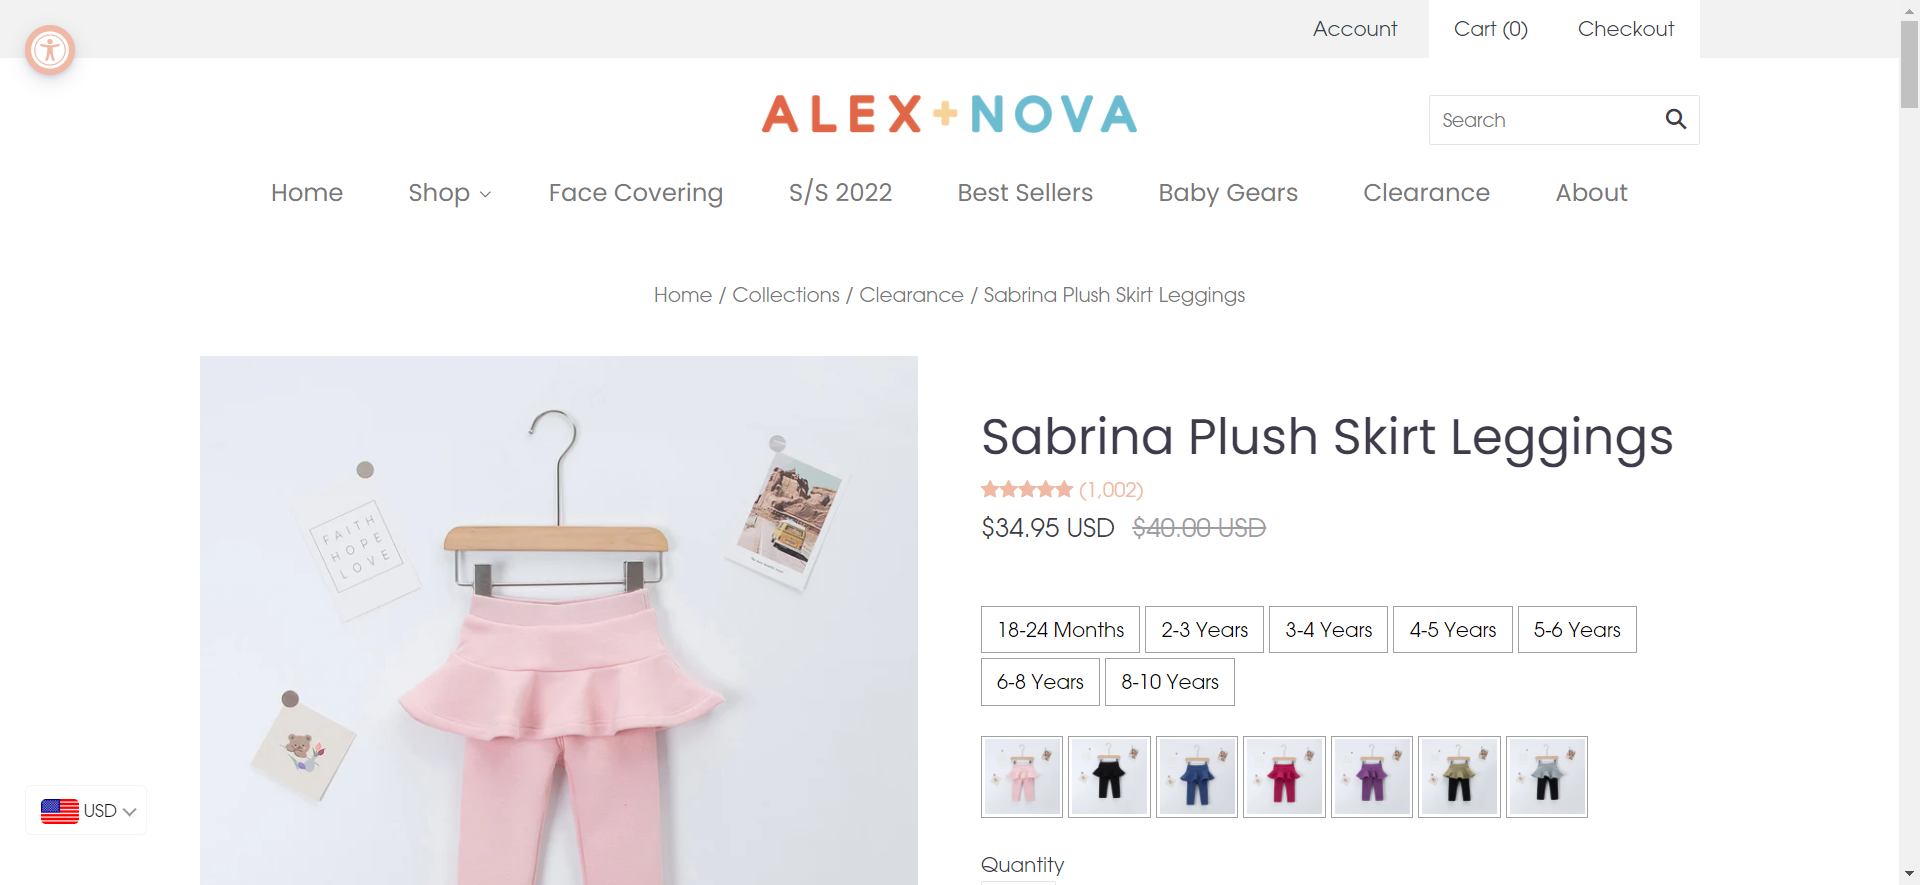 Account
Cart (0)
Checkout
ALEX+NOVA
Search
Home
Shop
Face Covering
S/S 2022
Best Sellers
Baby Gears
Clearance
About
Home / Collections / Clearance / Sabrina Plush Skirt Leggings
FAITH
HOPE
LOVE
Sabrina Plush Skirt Leggings
(1,002)
$34.95 USD $40.00 USD
18-24 Months
2-3 Years
3-4 Years
4-5 Years
5-6 Years
6-8 Years
8-10 Years
USD
Quantity